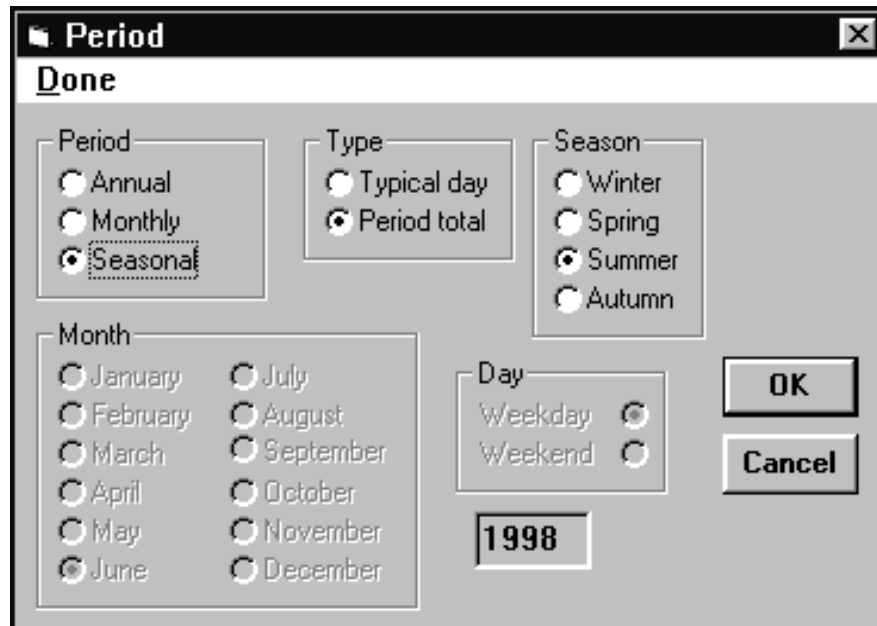 Period
Done
Period
Annual
Monthly
Seasonal
Type
Typical day
Period total
Season
Winter
Spring
Summer
Autumn
Month
January
February
March
April
May
June
July
August
September
October
November
December
Day
Weekday
Weekend
1998
OK
Cancel